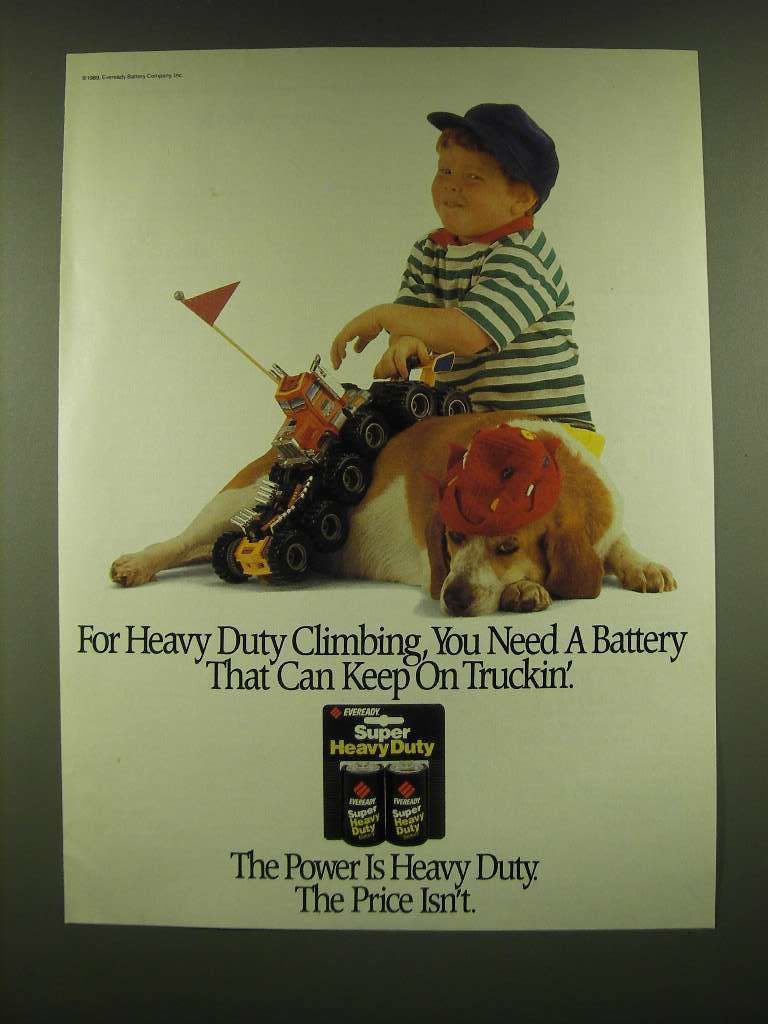 ©1989, Eveready Battery Company, Inc.
For Heavy Duty Climbing, You Need A Battery
That Can Keep On Truckin'.
EVEREADY
Super
Heavy Duty
EVEREADY
Super
Heavy
Duty
EVEREADY
Super
Heavy
Duty
The Power Is Heavy Duty.
The Price Isn't.